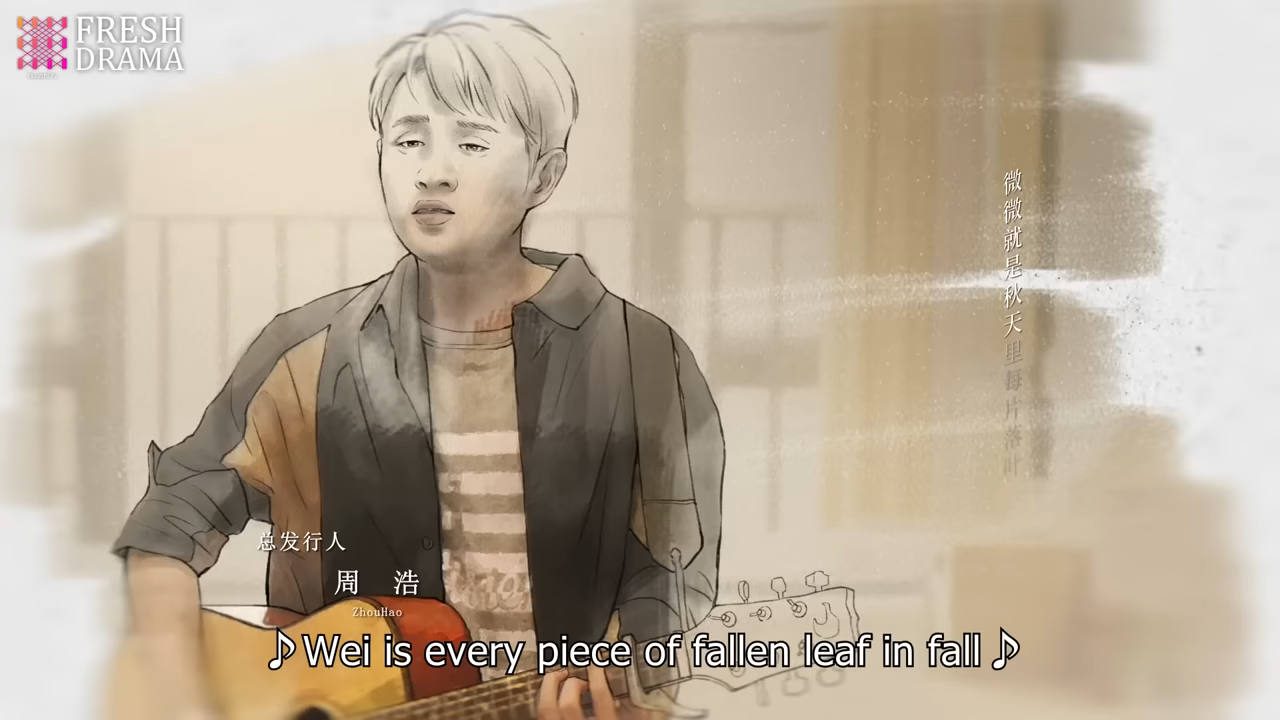 FRESH
DRAMA
微微就是秋天里每片落叶
总发行人
周 浩
ZhouHao
♪Wei is every piece of fallen leaf in fall♪